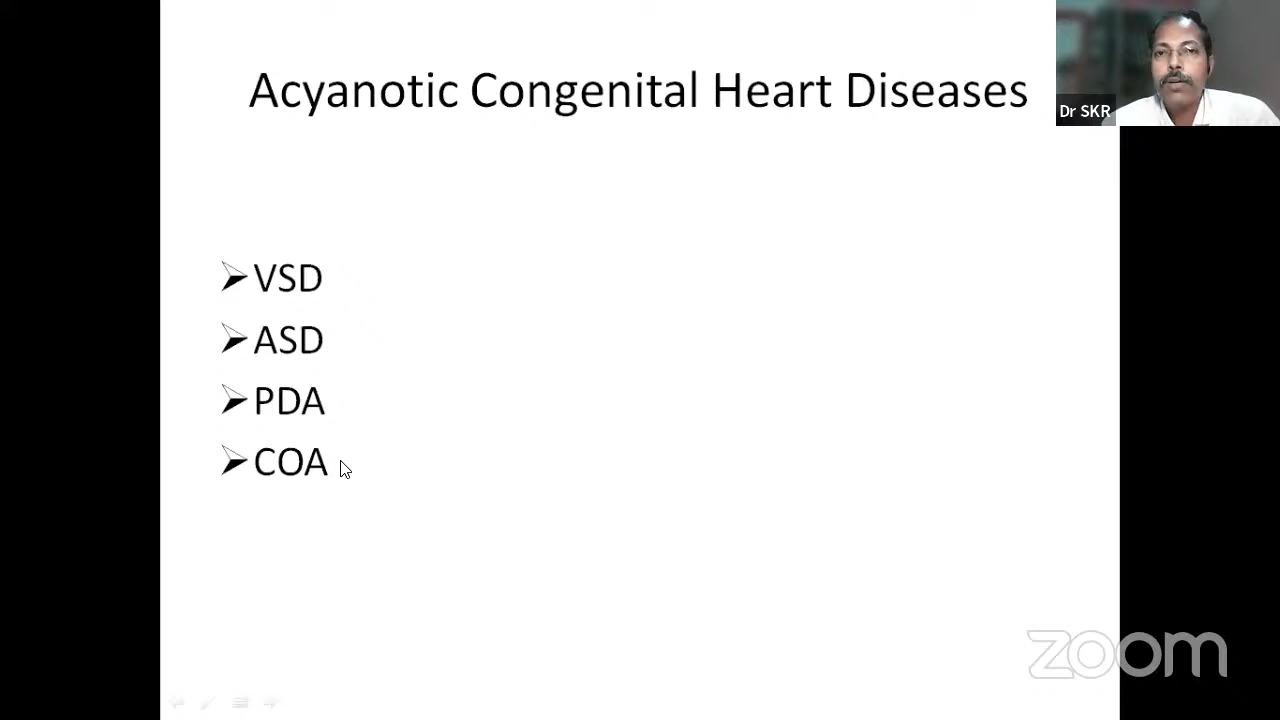 Acyanotic Congenital Heart Diseases
Dr SKR
VSD
ASD
PDA
COA
zoom